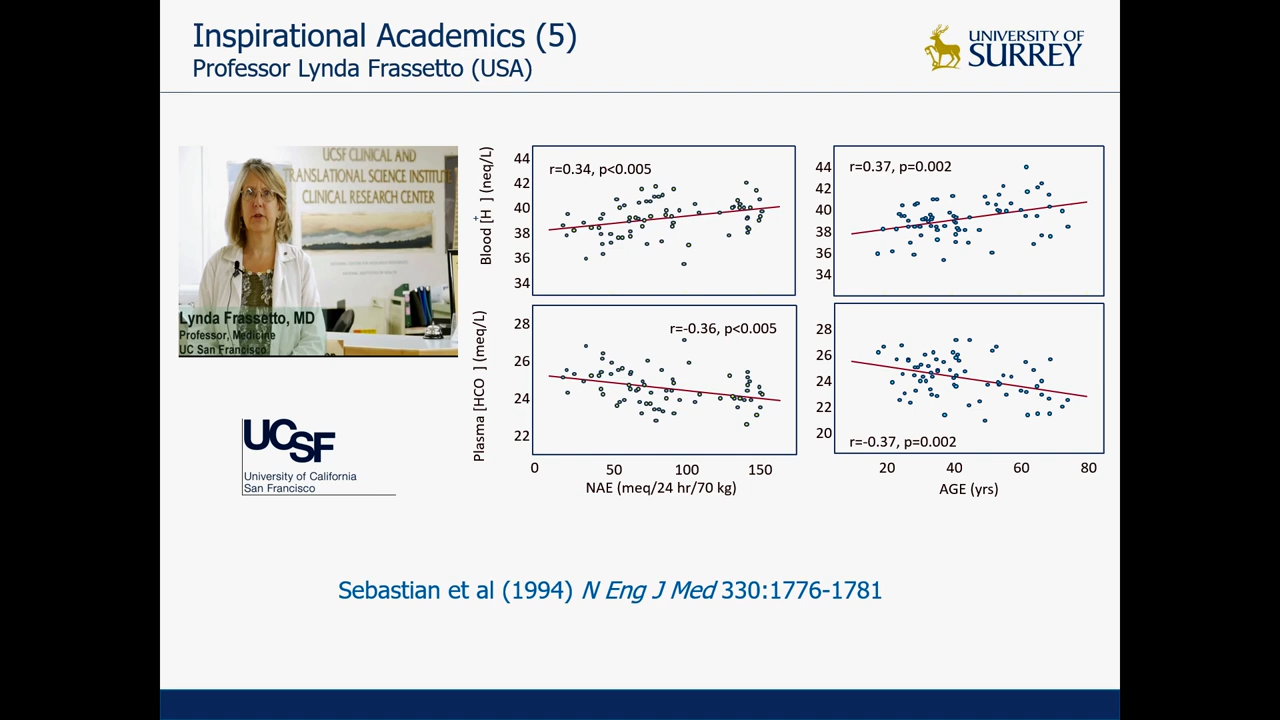 Inspirational Academics (5)
Professor Lynda Frassetto (USA)
UNIVERSITY OF
SURREY
UCSF CLINICAL AND
TRANSLATIONAL SCIENCE INSTITUTE
CLINICAL RESEARCH CENTER
Lynda Frassetto, MD
Professor, Medicine
UC San Francisco
UCSF
University of California
San Francisco
Blood [H+ ] (neq/L)
44
42
40
38
36
34
r=0.34, p<0.005
44
42
40
38
36
34
r=0.37, p=0.002
Plasma [HCO ] (meq/L)
28
26
24
22
r=-0.36, p<0.005
0 50 100 150
NAE (meq/24 hr/70 kg)
28
26
24
22
20
r=-0.37, p=0.002
20 40 60 80
AGE (yrs)
Sebastian et al (1994) N Eng J Med 330:1776-1781